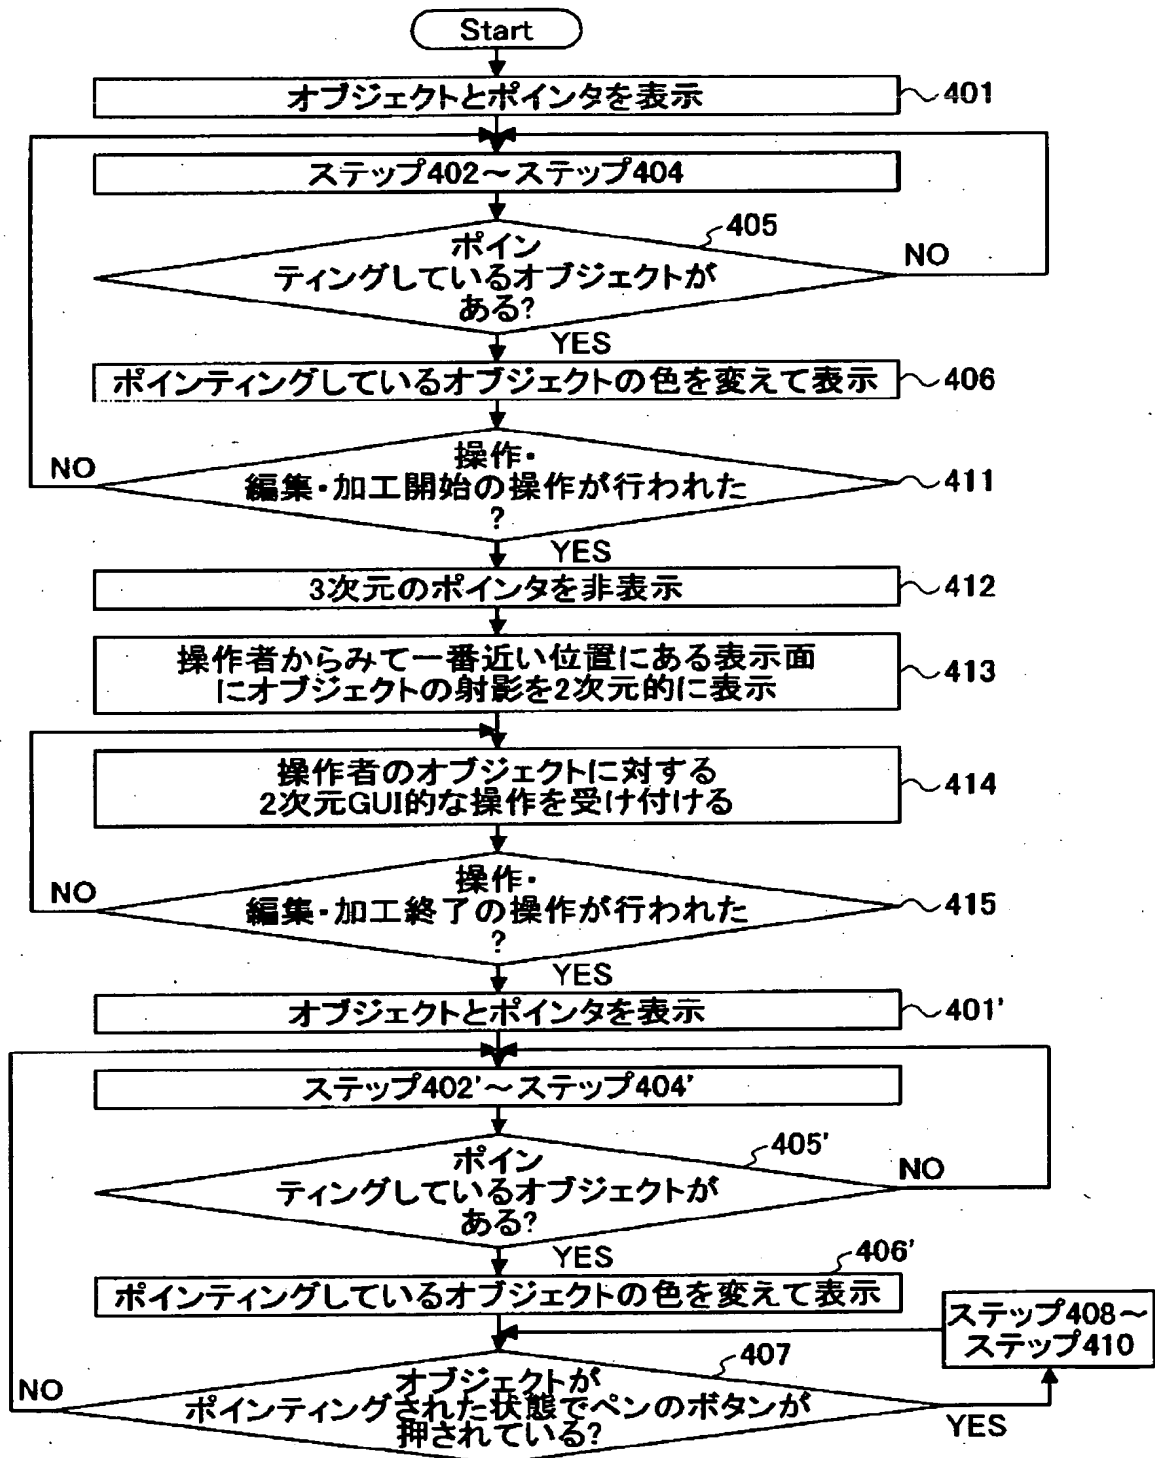 Start
オブジェクトとポインタを表示
401
ステップ402～ステップ404
405
ポイン
ティングしているオブジェクトが
ある?
NO
YES
ポインティングしているオブジェクトの色を変えて表示
406
操作・
編集・加工開始の操作が行われた
?
411
NO
YES
3次元のポインタを非表示
412
操作者からみて一番近い位置にある表示面
にオブジェクトの射影を2次元的に表示
413
操作者のオブジェクトに対する
2次元GUI的な操作を受け付ける
414
操作・
編集・加工終了の操作が行われた
?
415
NO
YES
オブジェクトとポインタを表示
401'
ステップ402'～ステップ404'
405'
ポイン
ティングしているオブジェクトが
ある?
NO
YES
406'
ポインティングしているオブジェクトの色を変えて表示
ステップ408～
ステップ410
407
オブジェクトが
ポインティングされた状態でペンのボタンが
押されている?
NO
YES